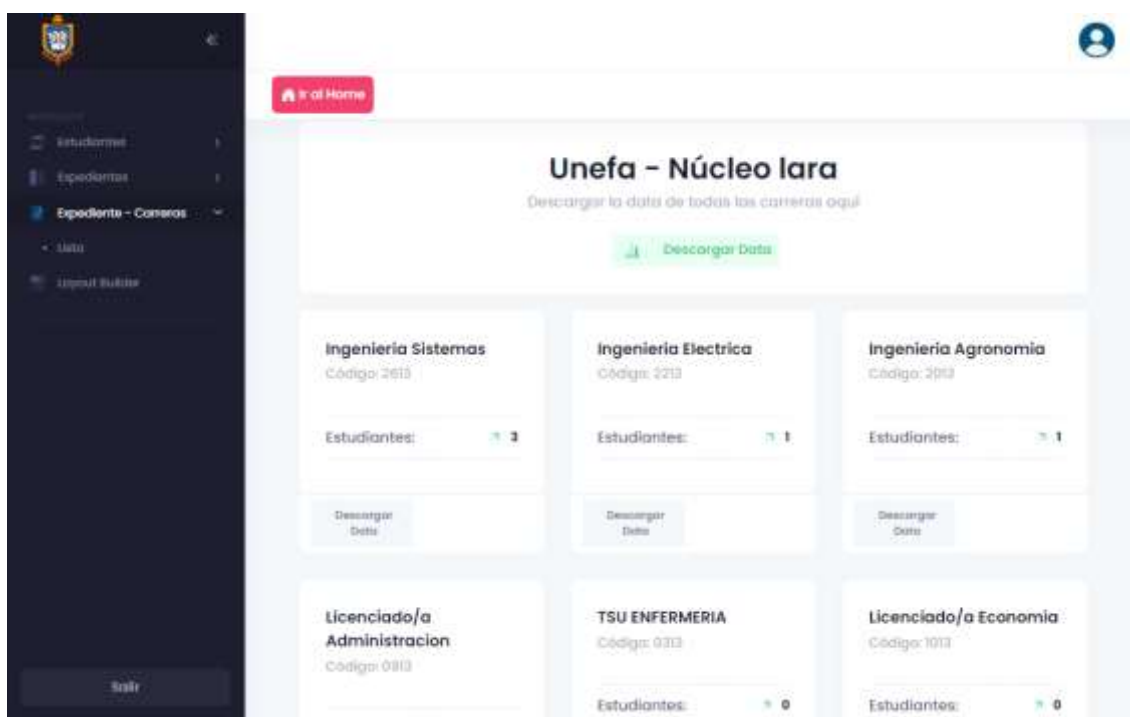 Ir al Home
Estudiantes
Expedientes
Expediente - Carreras
Lista
Layout Builder
Salir
Unefa - Núcleo lara
Descargar la data de todas las carreras aquí
Descargar Data
Ingenieria Sistemas
Código: 2613
Estudiantes: 3
Descargar
Data
Ingenieria Electrica
Código: 2213
Estudiantes: 1
Descargar
Data
Ingenieria Agronomia
Código: 2013
Estudiantes: 1
Descargar
Data
Licenciado/a
Administracion
Código: 0913
TSU ENFERMERIA
Código: 0313
Estudiantes: 0
Licenciado/a Economia
Código: 1013
Estudiantes: 0